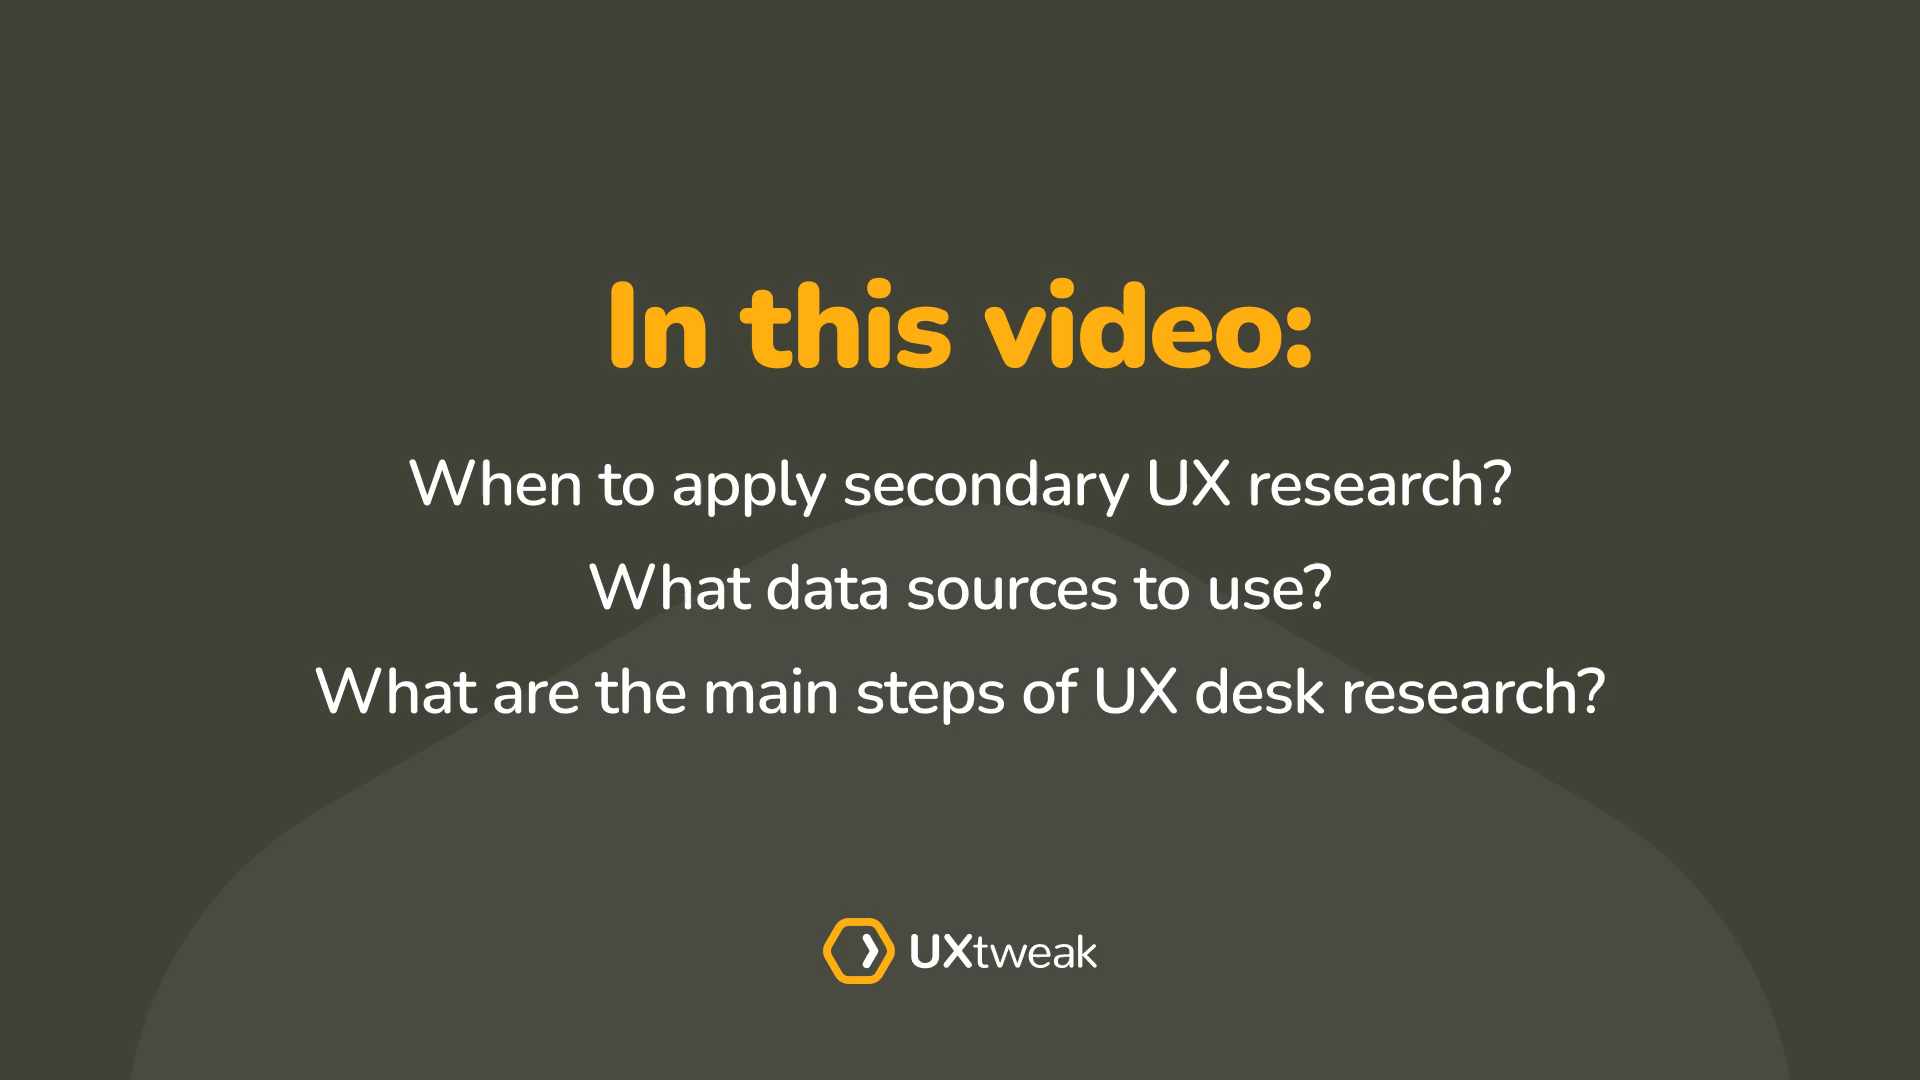 In this video:
When to apply secondary UX research?
What data sources to use?
What are the main steps of UX desk research?
UXtweak